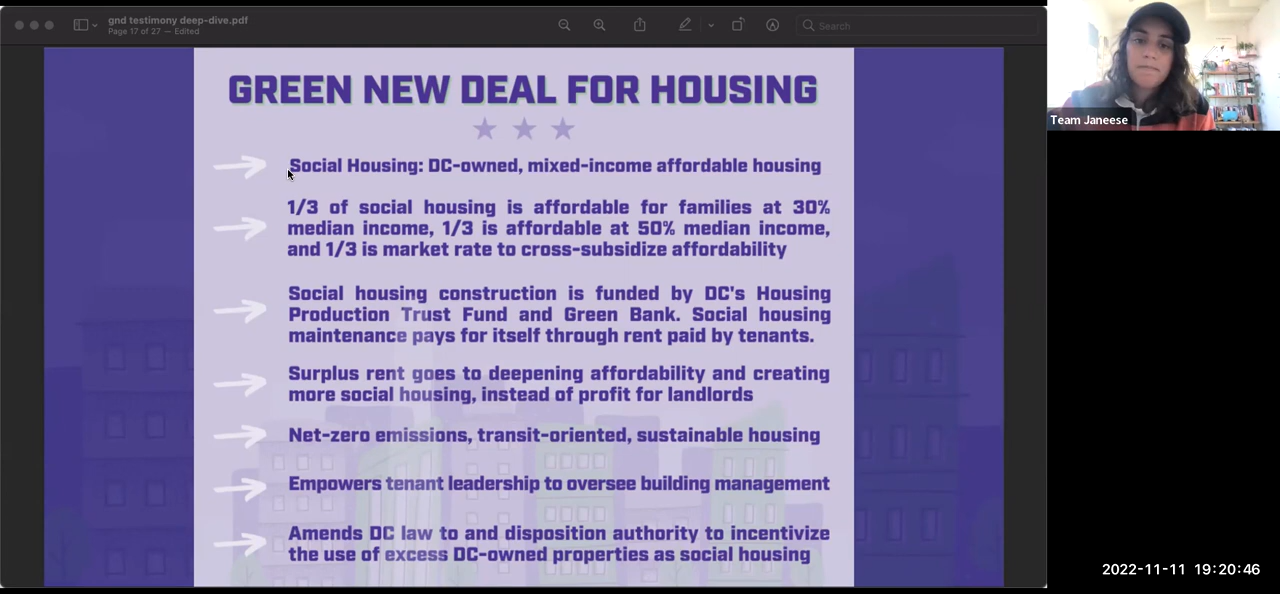 gnd testimony deep-dive.pdf
Page 17 of 27 — Edited
Search
GREEN NEW DEAL FOR HOUSING
Social Housing: DC-owned, mixed-income affordable housing
1/3 of social housing is affordable for families at 30%
median income, 1/3 is affordable at 50% median income,
and 1/3 is market rate to cross-subsidize affordability
Social housing construction is funded by DC's Housing
Production Trust Fund and Green Bank. Social housing
maintenance pays for itself through rent paid by tenants.
Surplus rent goes to deepening affordability and creating
more social housing, instead of profit for landlords
Net-zero emissions, transit-oriented, sustainable housing
Empowers tenant leadership to oversee building management
Amends DC law to and disposition authority to incentivize
the use of excess DC-owned properties as social housing
Team Janeese
2022-11-11 19:20:46